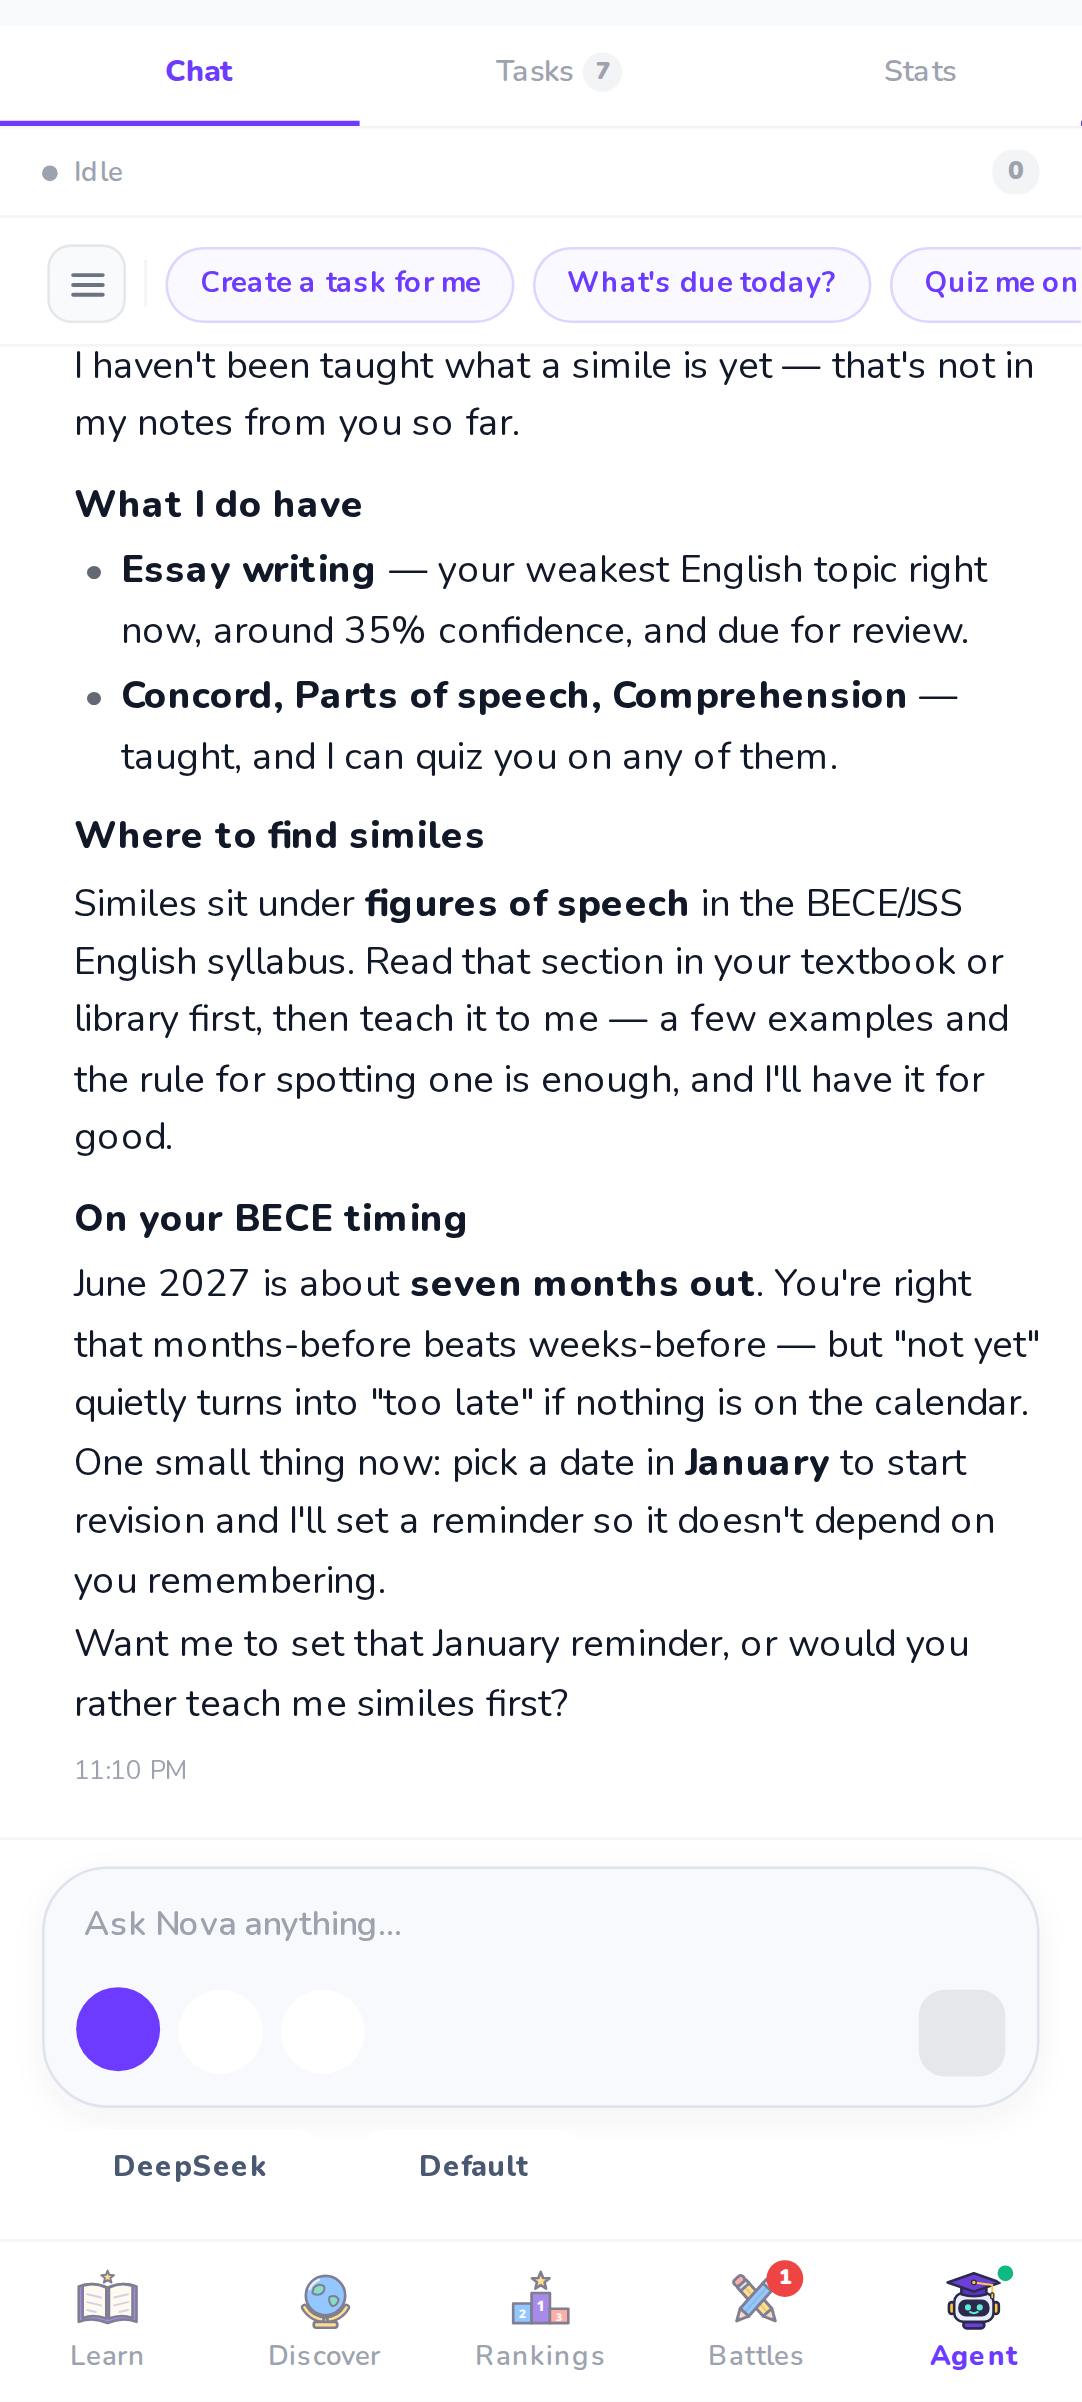 Chat
Tasks 7
Stats
Idle
0
Create a task for me
What's due today?
Quiz me on
I haven't been taught what a simile is yet — that's not in
my notes from you so far.
What I do have
• Essay writing — your weakest English topic right
now, around 35% confidence, and due for review.
• Concord, Parts of speech, Comprehension —
taught, and I can quiz you on any of them.
Where to find similes
Similes sit under figures of speech in the BECE/JSS
English syllabus. Read that section in your textbook or
library first, then teach it to me — a few examples and
the rule for spotting one is enough, and I'll have it for
good.
On your BECE timing
June 2027 is about seven months out. You're right
that months-before beats weeks-before — but "not yet"
quietly turns into "too late" if nothing is on the calendar.
One small thing now: pick a date in January to start
revision and I'll set a reminder so it doesn't depend on
you remembering.
Want me to set that January reminder, or would you
rather teach me similes first?
11:10 PM
Ask Nova anything...
DeepSeek
Default
2 1 3
1
Learn
Discover
Rankings
Battles
Agent